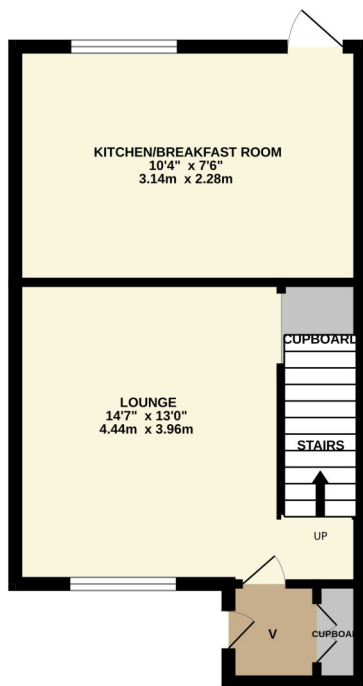 KITCHEN/BREAKFAST ROOM
10'4" x 7'6"
3.14m x 2.28m
CUPBOARD
LOUNGE
14'7" x 13'0"
4.44m x 3.96m
STAIRS
UP
V
CUPBOARD